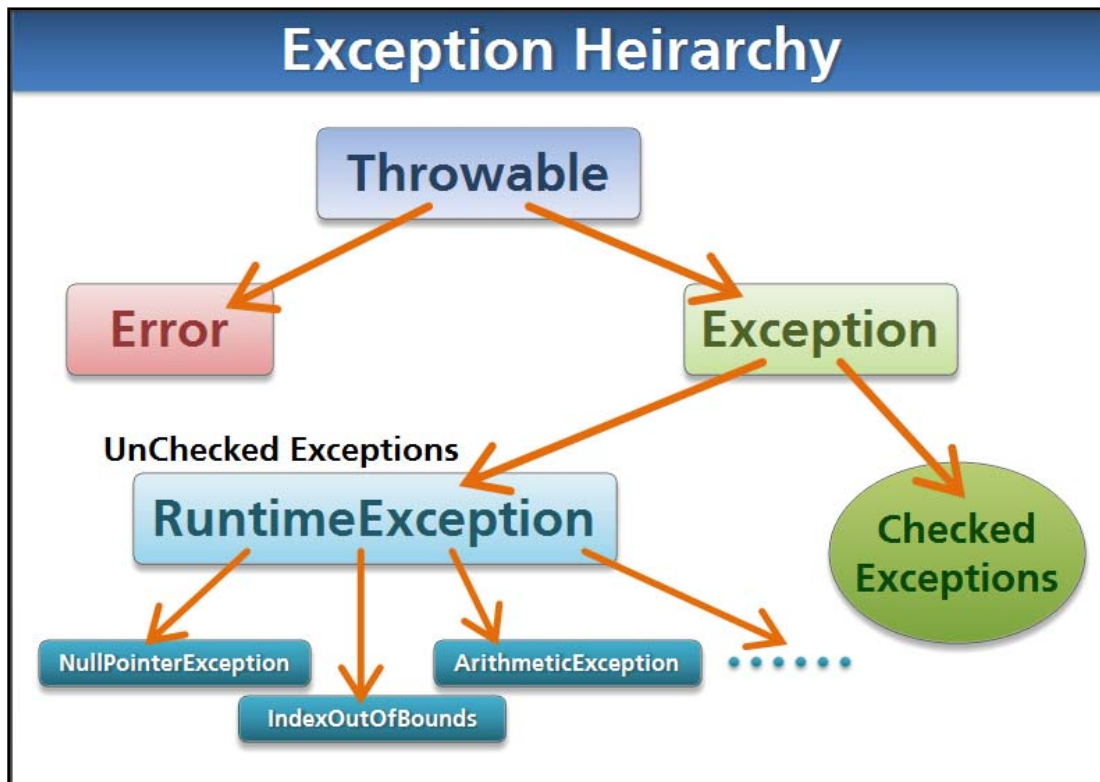 Exception Heirarchy
Throwable
Error
Exception
UnChecked Exceptions
RuntimeException
Checked
Exceptions
NullPointerException
ArithmeticException
IndexOutOfBounds